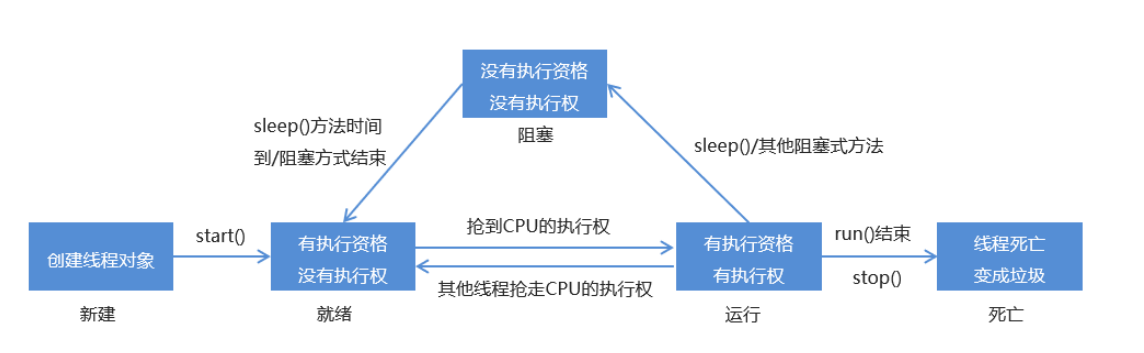 没有执行资格
没有执行权
阻塞
sleep()方法时间
到/阻塞方式结束
sleep()/其他阻塞式方法
创建线程对象
新建
start()
有执行资格
没有执行权
就绪
抢到CPU的执行权
其他线程抢走CPU的执行权
有执行资格
有执行权
运行
run()结束
stop()
线程死亡
变成垃圾
死亡